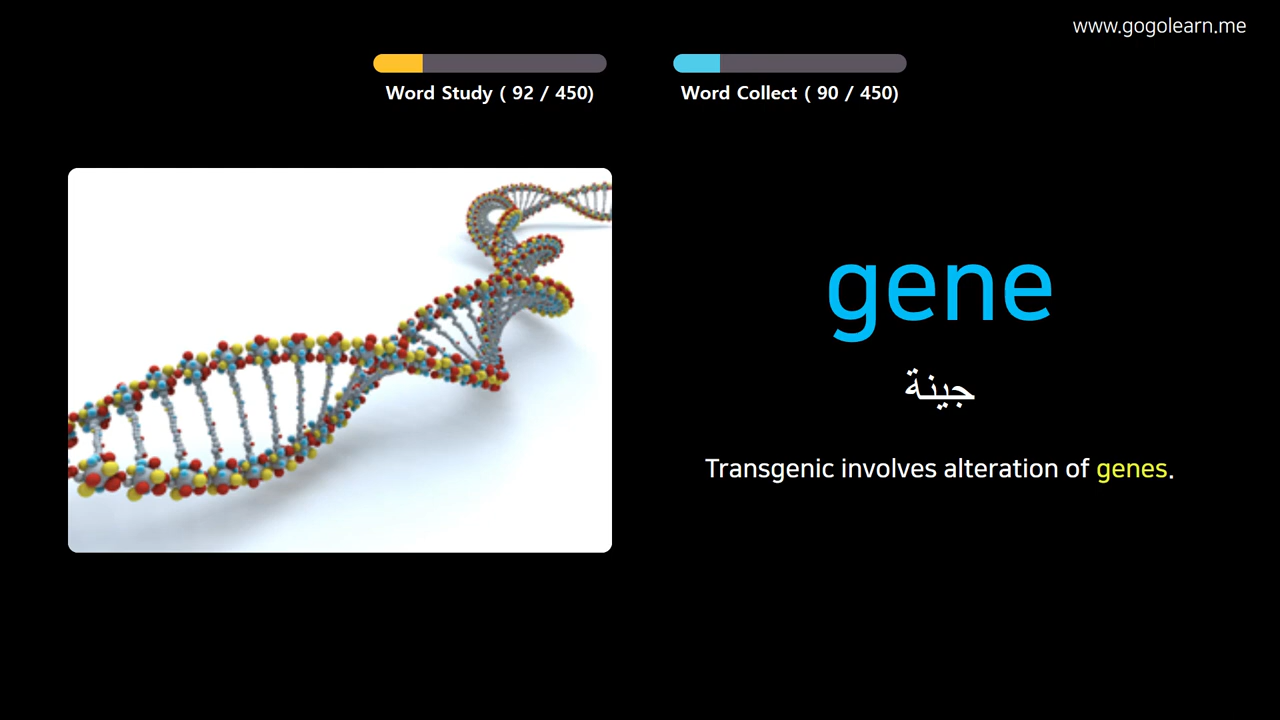 www.gogolearn.me
Word Study ( 92 / 450)
Word Collect ( 90 / 450)
gene
جينة
Transgenic involves alteration of genes.